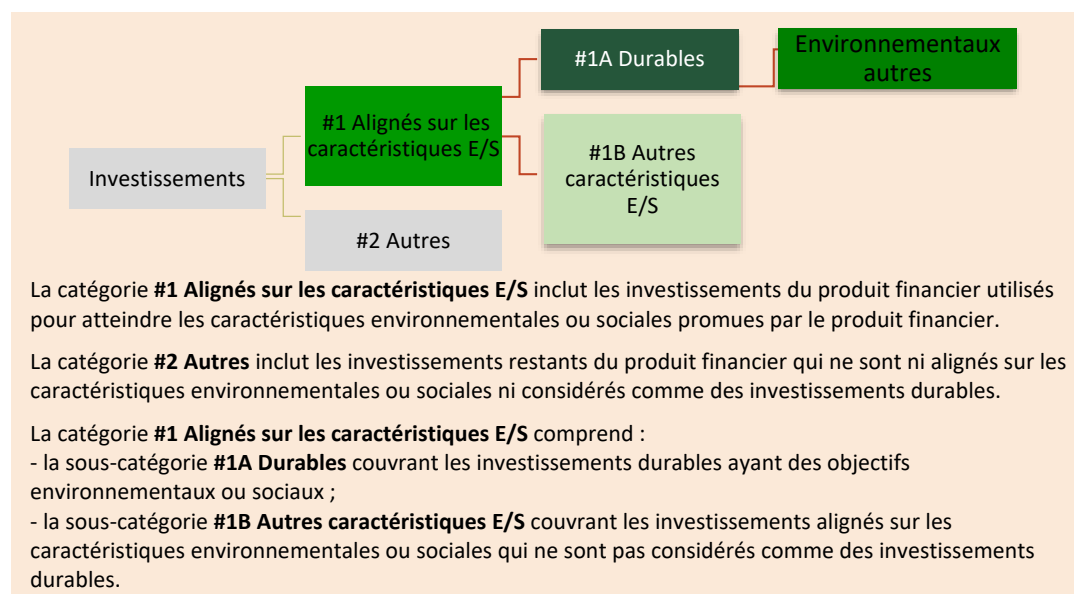 #1A Durables
Environnementaux
autres
#1 Alignés sur les
caractéristiques E/S
#1B Autres
caractéristiques
E/S
Investissements
#2 Autres
La catégorie #1 Alignés sur les caractéristiques E/S inclut les investissements du produit financier utilisés
pour atteindre les caractéristiques environnementales ou sociales promues par le produit financier.
La catégorie #2 Autres inclut les investissements restants du produit financier qui ne sont ni alignés sur les
caractéristiques environnementales ou sociales ni considérés comme des investissements durables.
La catégorie #1 Alignés sur les caractéristiques E/S comprend :
- la sous-catégorie #1A Durables couvrant les investissements durables ayant des objectifs
environnementaux ou sociaux ;
- la sous-catégorie #1B Autres caractéristiques E/S couvrant les investissements alignés sur les
caractéristiques environnementales ou sociales qui ne sont pas considérés comme des investissements
durables.